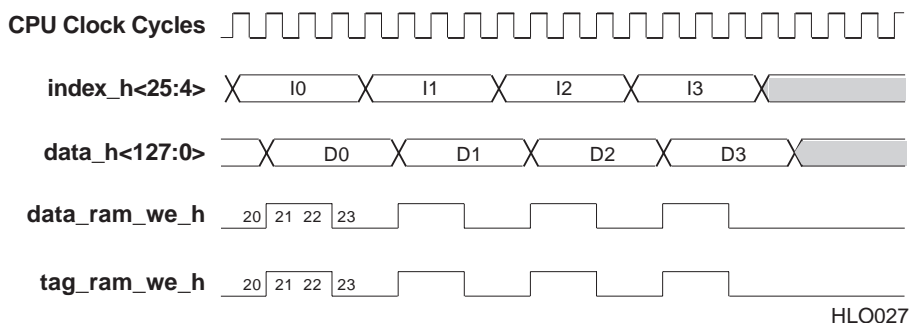 CPU Clock Cycles
index_h<25:4> I0 I1 I2 I3
data_h<127:0> D0 D1 D2 D3
data_ram_we_h 20 21 22 23
tag_ram_we_h 20 21 22 23
HLO027